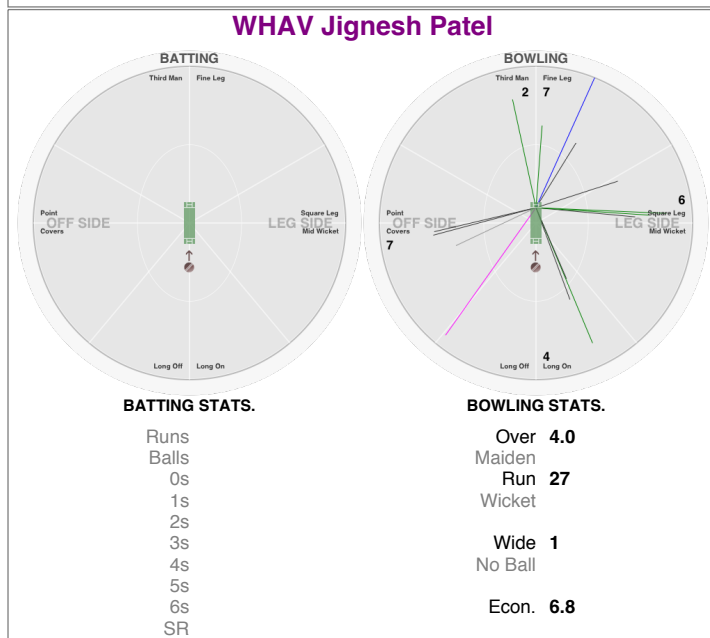 WHAV Jignesh Patel
BATTING
Third Man Fine Leg
Point
OFF SIDE
Covers
Square Leg
LEG SIDE
Mid Wicket
Long Off Long On
BOWLING
Third Man Fine Leg
2 7
6
Point
OFF SIDE
Covers
7
Square Leg
LEG SIDE
Mid Wicket
4
Long Off Long On
BATTING STATS.
Runs
Balls
0s
1s
2s
3s
4s
5s
6s
SR
BOWLING STATS.
Over 4.0
Maiden
Run 27
Wicket
Wide 1
No Ball
Econ. 6.8